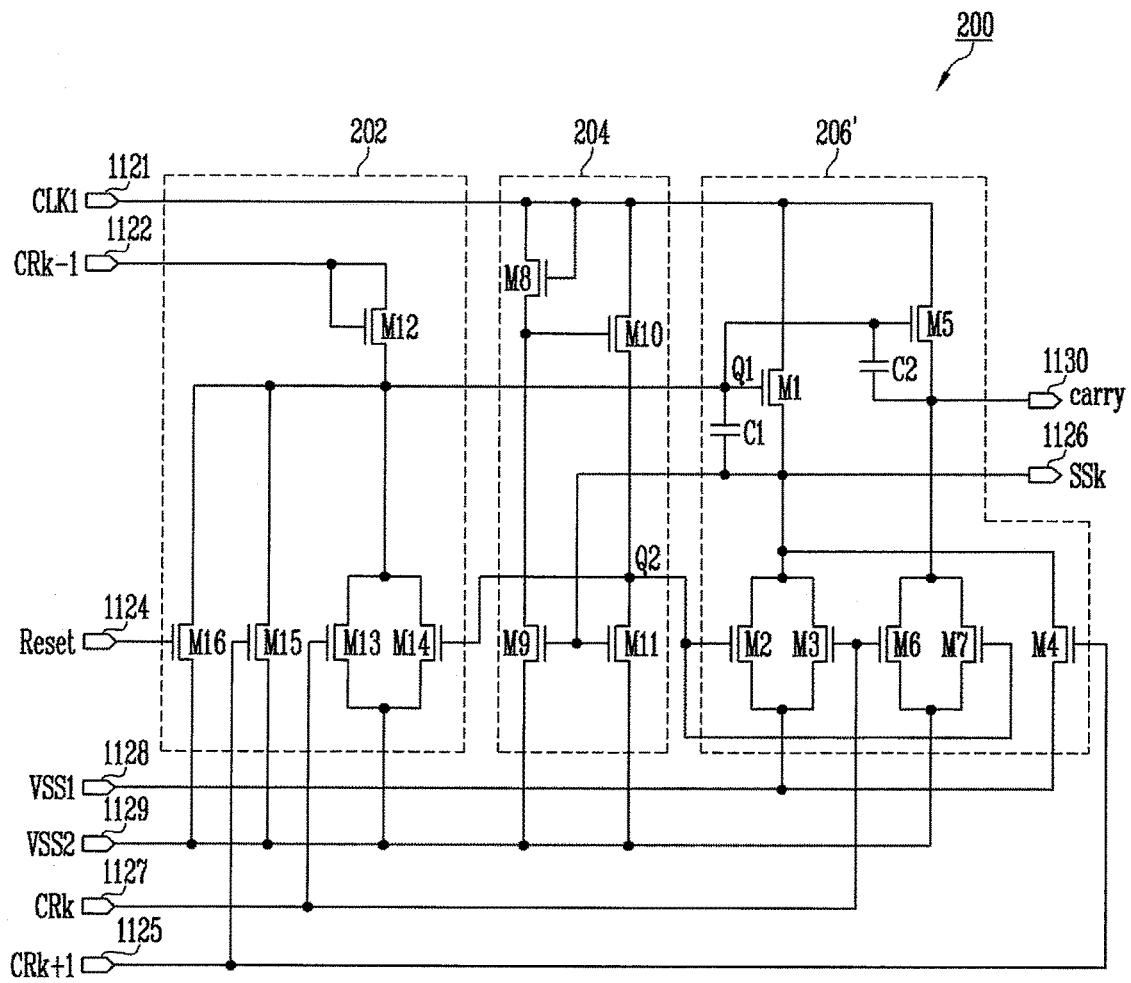 200
202
204
206'
1121
CLK1
1122
CRk-1
M8
M12
M10
M5
C2
Q1
M1
1130
carry
C1
1126
SSk
Q2
1124
Reset
M16
M15
M13
M14
M9
M11
M2
M3
M6
M7
M4
1128
VSS1
1129
VSS2
1127
CRk
1125
CRk+1